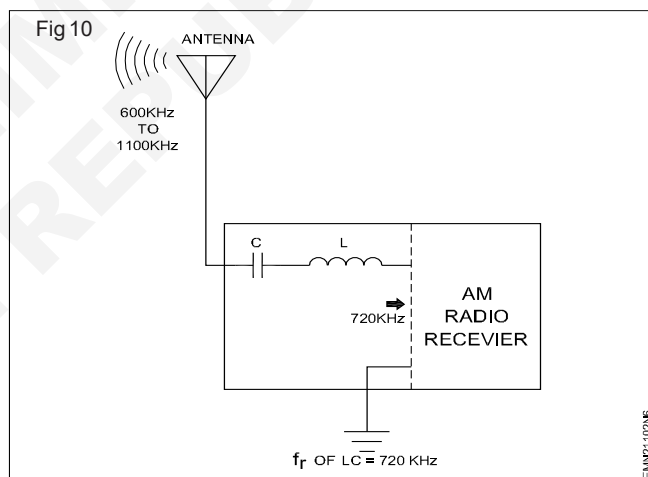 Fig 10
ANTENNA
600KHz
TO
1100KHz
C
L
720KHz
AM
RADIO
RECEVIER
fr OF LC = 720 KHz